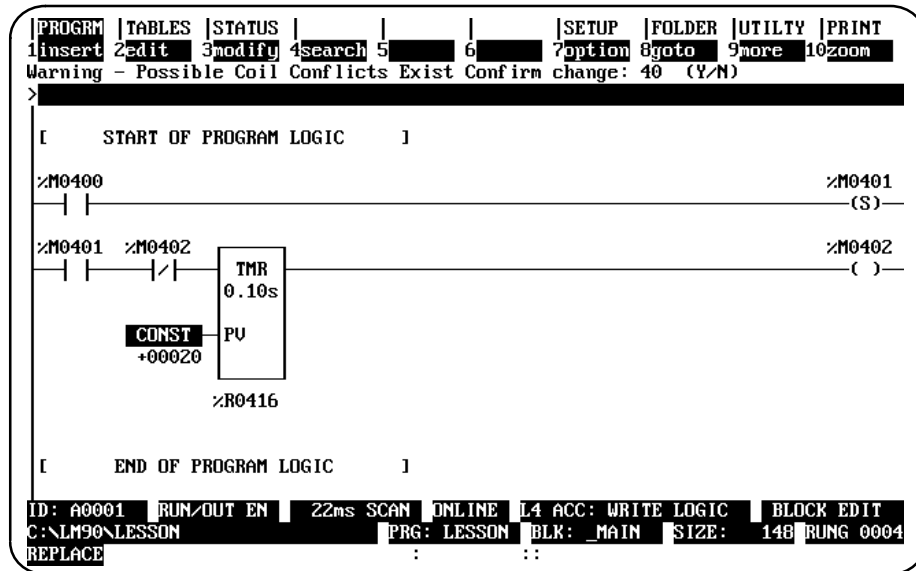 PROGRM TABLES STATUS SETUP FOLDER UTILTY PRINT
1insert 2edit 3modify 4search 5 6 7option 8goto 9more 10zoom
Warning - Possible Coil Conflicts Exist Confirm change: 40 (Y/N)
>
[ START OF PROGRAM LOGIC ]
%M0400 %M0401
(S)
%M0401 %M0402 %M0402
/ TMR ( )
0.10s
CONST PV
+00020
%R0416
[ END OF PROGRAM LOGIC ]
ID: A0001 RUN/OUT EN 22ms SCAN ONLINE L4 ACC: WRITE LOGIC BLOCK EDIT
C:\LM90\LESSON PRG: LESSON BLK: _MAIN SIZE: 148 RUNG 0004
REPLACE : ::